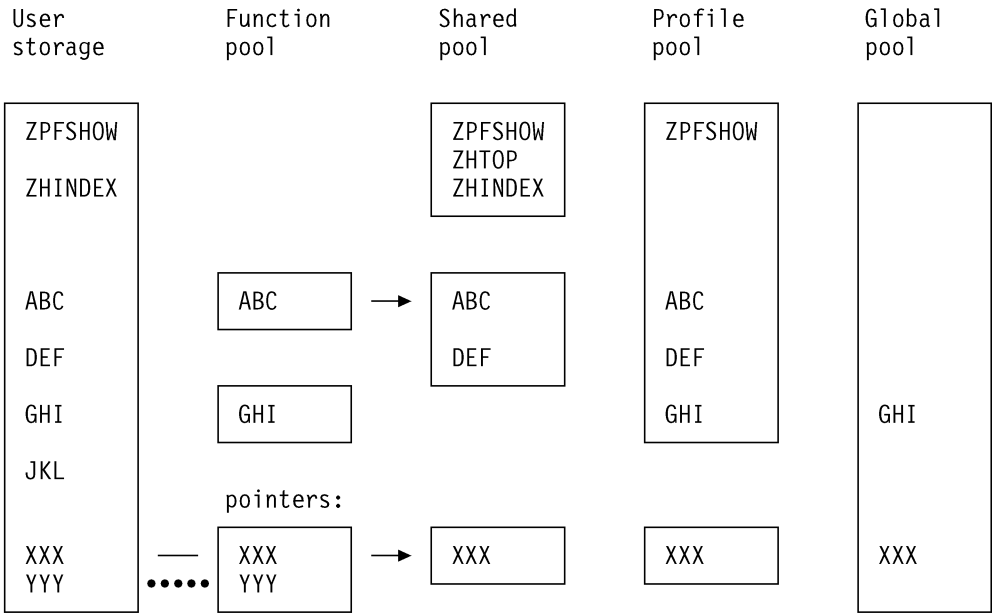 User storage
Function pool
Shared pool
Profile pool
Global pool
ZPFSHOW ZPFSHOW ZPFSHOW
ZHTOP
ZHINDEX ZHINDEX
ABC ABC ABC ABC
DEF DEF DEF
GHI GHI GHI GHI
JKL
pointers:
XXX XXX XXX XXX XXX
YYY YYY